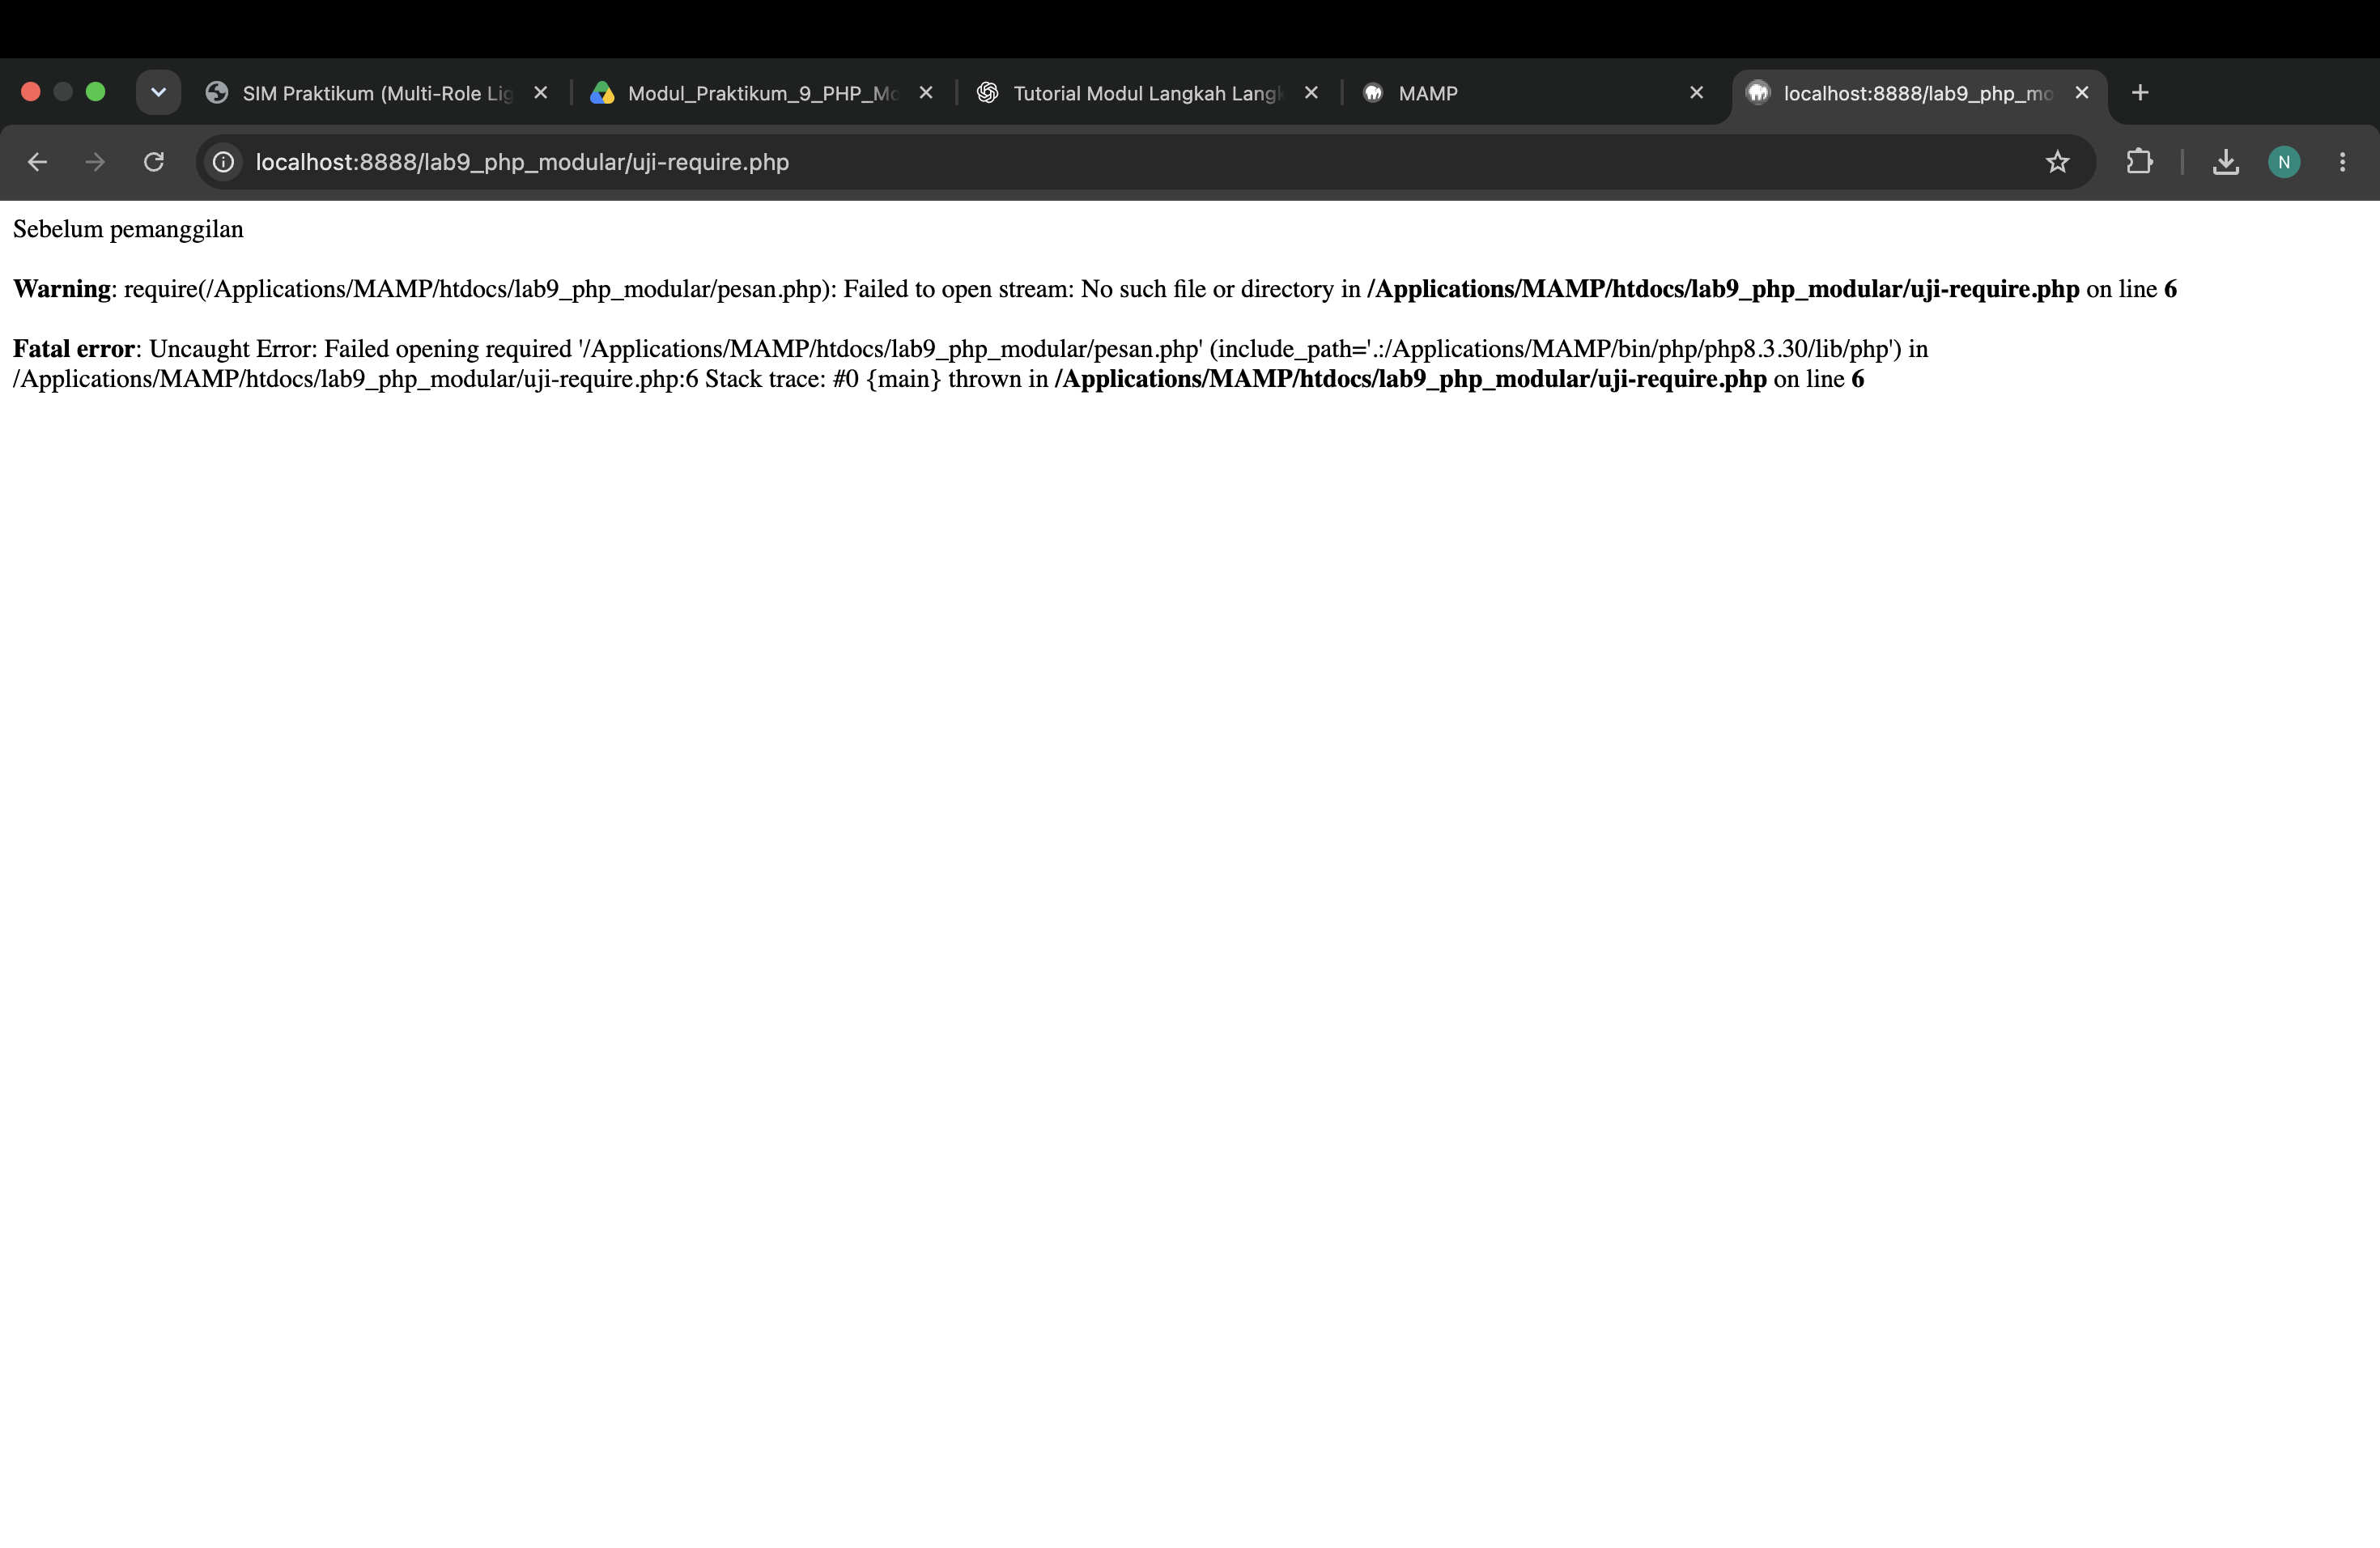 SIM Praktikum (Multi-Role Lig
Modul_Praktikum_9_PHP_Mo
Tutorial Modul Langkah Langk
MAMP
localhost:8888/lab9_php_mo
localhost:8888/lab9_php_modular/uji-require.php
N
Sebelum pemanggilan
Warning: require(/Applications/MAMP/htdocs/lab9_php_modular/pesan.php): Failed to open stream: No such file or directory in /Applications/MAMP/htdocs/lab9_php_modular/uji-require.php on line 6
Fatal error: Uncaught Error: Failed opening required '/Applications/MAMP/htdocs/lab9_php_modular/pesan.php' (include_path='.:/Applications/MAMP/bin/php/php8.3.30/lib/php') in
/Applications/MAMP/htdocs/lab9_php_modular/uji-require.php:6 Stack trace: #0 {main} thrown in /Applications/MAMP/htdocs/lab9_php_modular/uji-require.php on line 6